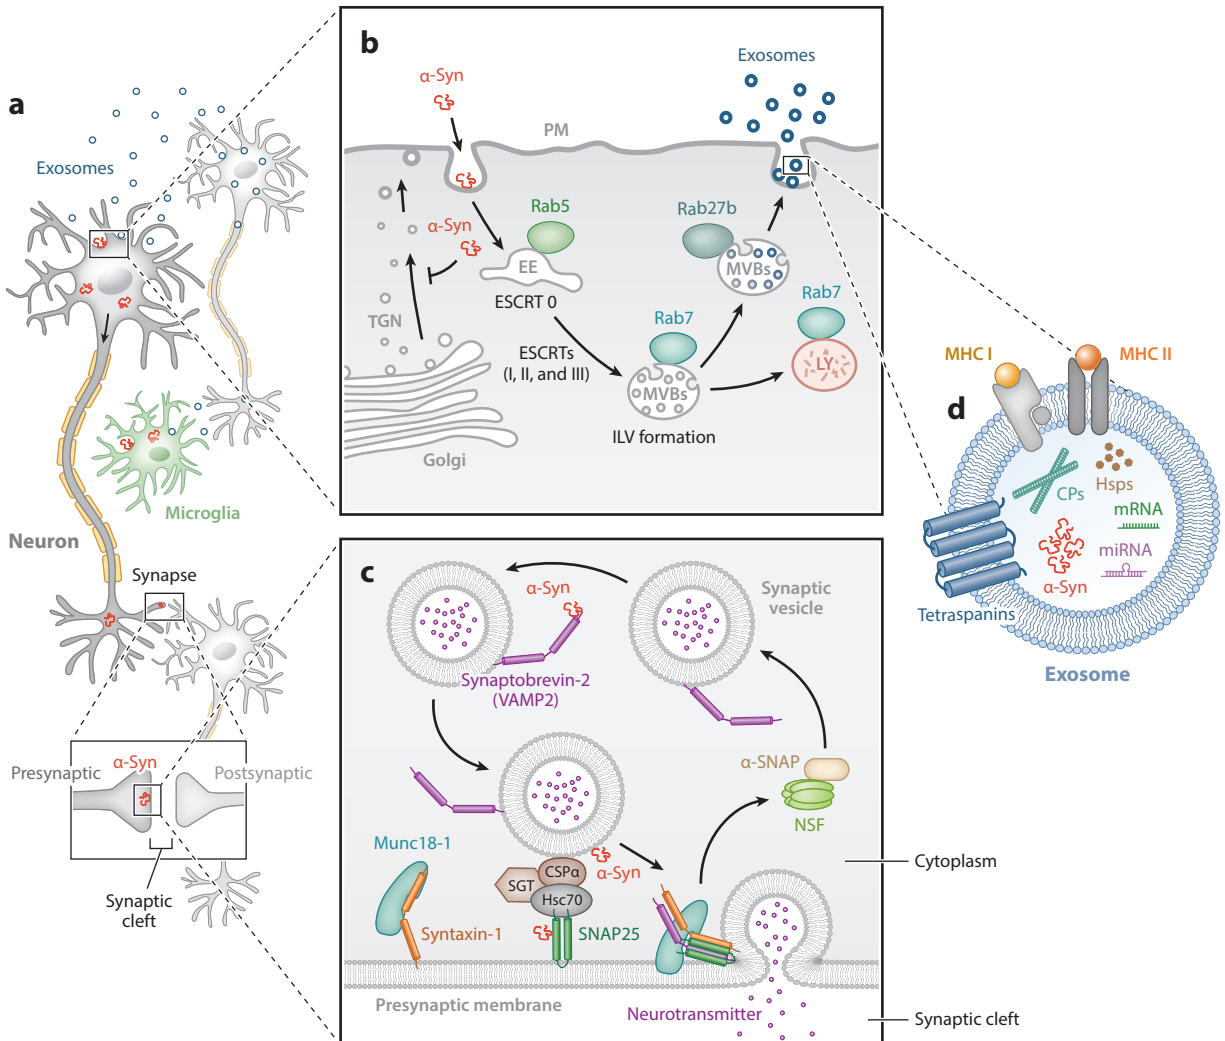 a
Exosomes
Microglia
Neuron
Synapse
Presynaptic
α-Syn
Postsynaptic
Synaptic
cleft
b
α-Syn
Exosomes
PM
α-Syn
Rab5
EE
ESCRT 0
TGN
ESCRTs
(I, II, and III)
Golgi
Rab27b
MVBs
Rab7
Rab7
LY
MVBs
ILV formation
c
α-Syn
Synaptic
vesicle
Synaptobrevin-2
(VAMP2)
α-SNAP
NSF
Munc18-1
α-Syn
CSPα
SGT
Hsc70
Syntaxin-1
SNAP25
Presynaptic membrane
Neurotransmitter
Cytoplasm
Synaptic cleft
d
MHC I
MHC II
CPs
Hsps
mRNA
miRNA
α-Syn
Tetraspanins
Exosome